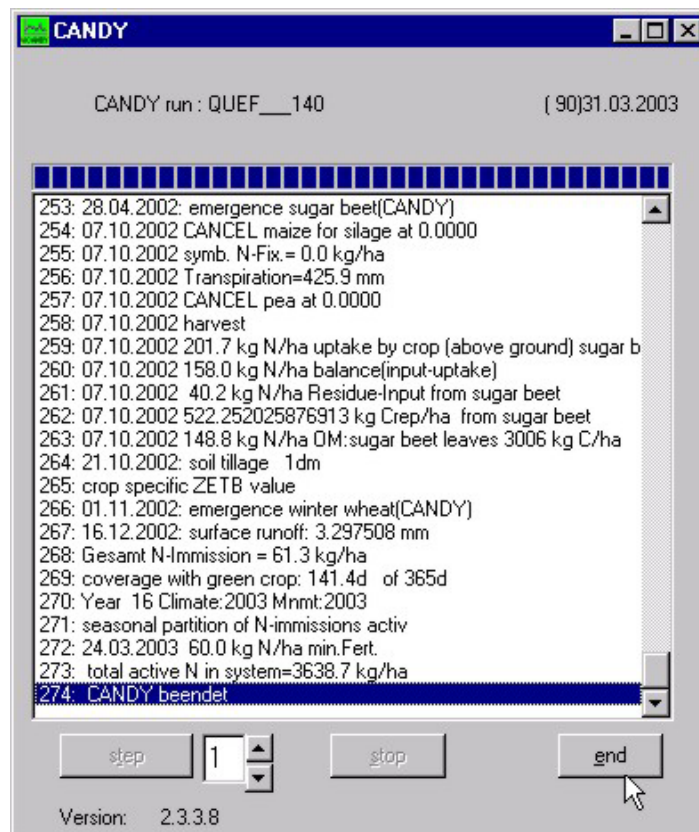 CANDY
CANDY run : QUEF___140 ( 90)31.03.2003
253: 28.04.2002: emergence sugar beet(CANDY)
254: 07.10.2002 CANCEL maize for silage at 0.0000
255: 07.10.2002 symb. N-Fix.= 0.0 kg/ha
256: 07.10.2002 Transpiration=425.9 mm
257: 07.10.2002 CANCEL pea at 0.0000
258: 07.10.2002 harvest
259: 07.10.2002 201.7 kg N/ha uptake by crop (above ground) sugar b
260: 07.10.2002 158.0 kg N/ha balance(input-uptake)
261: 07.10.2002  40.2 kg N/ha Residue-Input from sugar beet
262: 07.10.2002 522.252025876913 kg Crep/ha  from sugar beet
263: 07.10.2002 148.8 kg N/ha OM:sugar beet leaves 3006 kg C/ha
264: 21.10.2002: soil tillage   1dm
265: crop specific ZETB value
266: 01.11.2002: emergence winter wheat(CANDY)
267: 16.12.2002: surface runoff: 3.297508 mm
268: Gesamt N-Immission = 61.3 kg/ha
269: coverage with green crop: 141.4d  of 365d
270: Year  16 Climate:2003 Mnmt:2003
271: seasonal partition of N-immissions activ
272: 24.03.2003  60.0 kg N/ha min.Fert.
273:  total active N in system=3638.7 kg/ha
274:  CANDY beendet
step 1 stop end
Version: 2.3.3.8